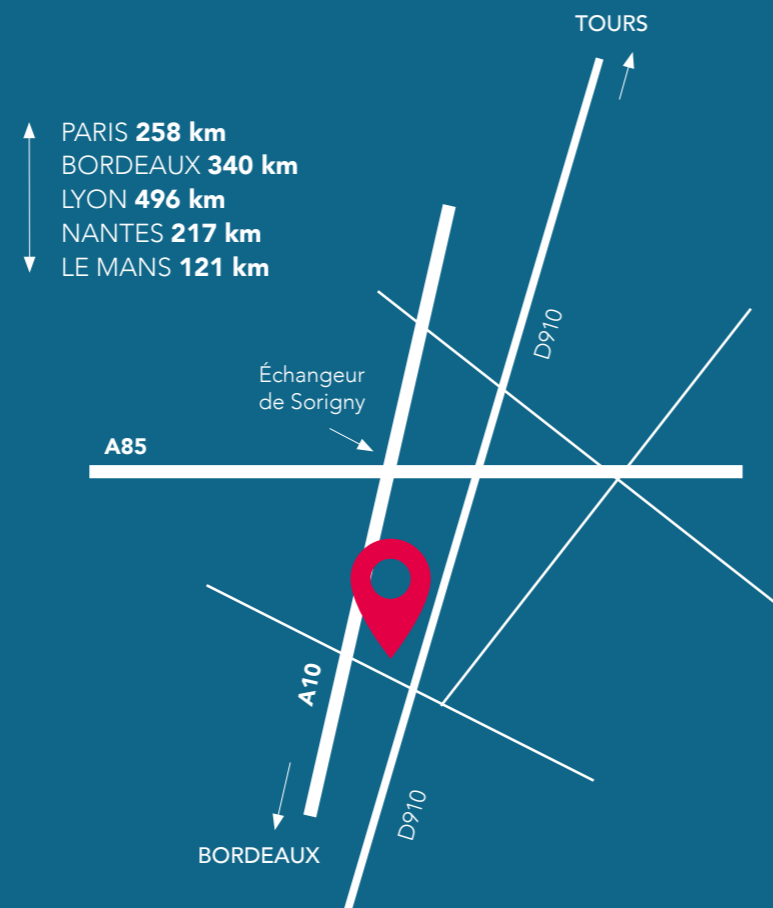 TOURS
PARIS 258 km
BORDEAUX 340 km
LYON 496 km
NANTES 217 km
LE MANS 121 km
D910
Échangeur
de Sorigny
A85
A10
D910
BORDEAUX